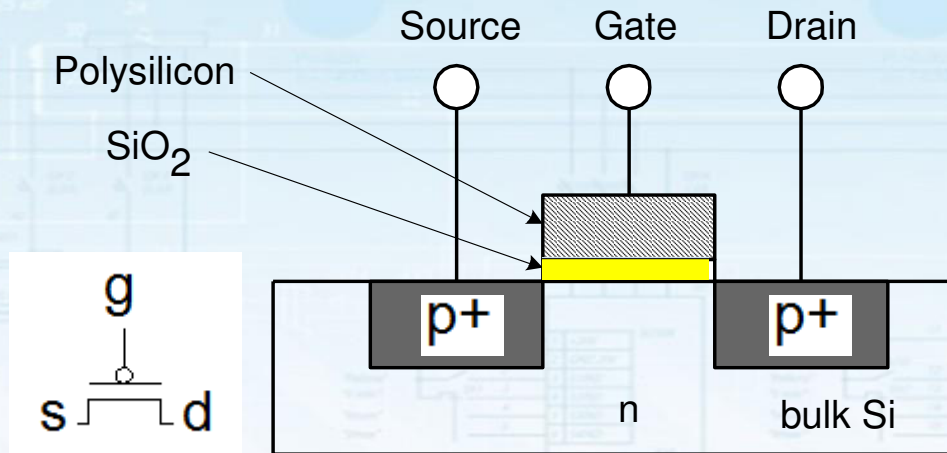 Source Gate Drain
Polysilicon
SiO2
g
s d
p+ p+
n bulk Si